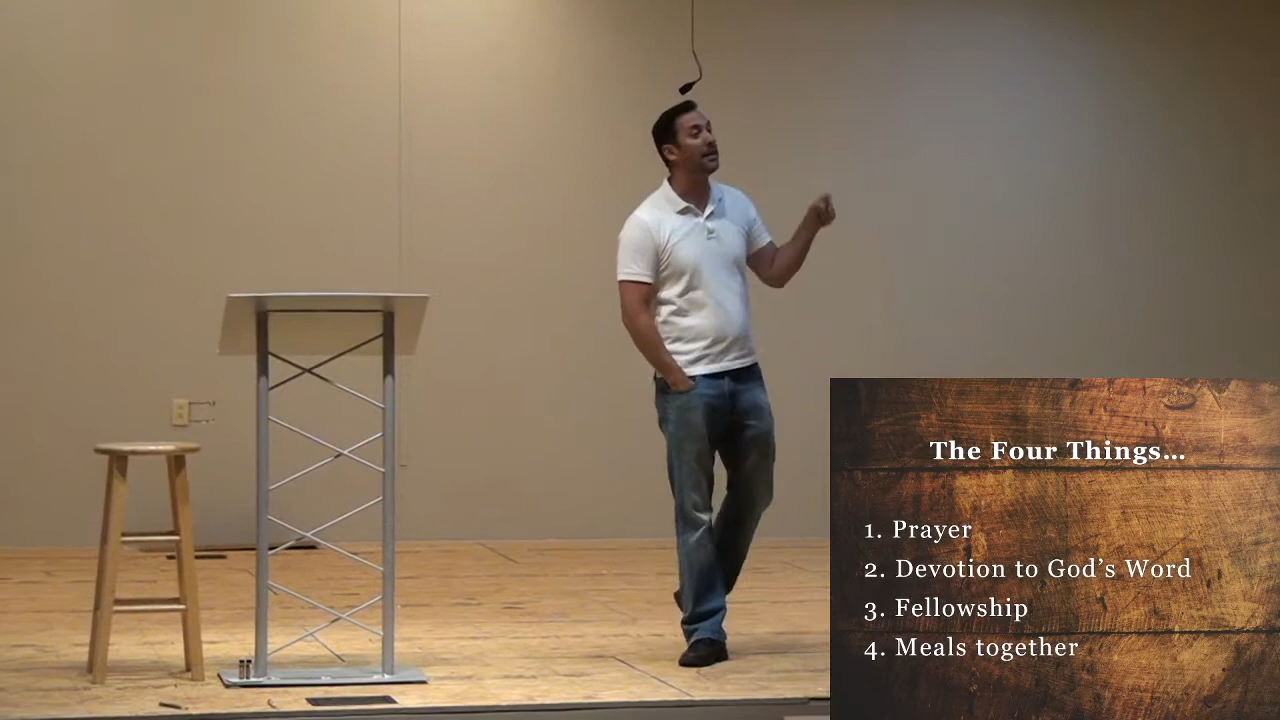 The Four Things...
1. Prayer
2. Devotion to God’s Word
3. Fellowship
4. Meals together